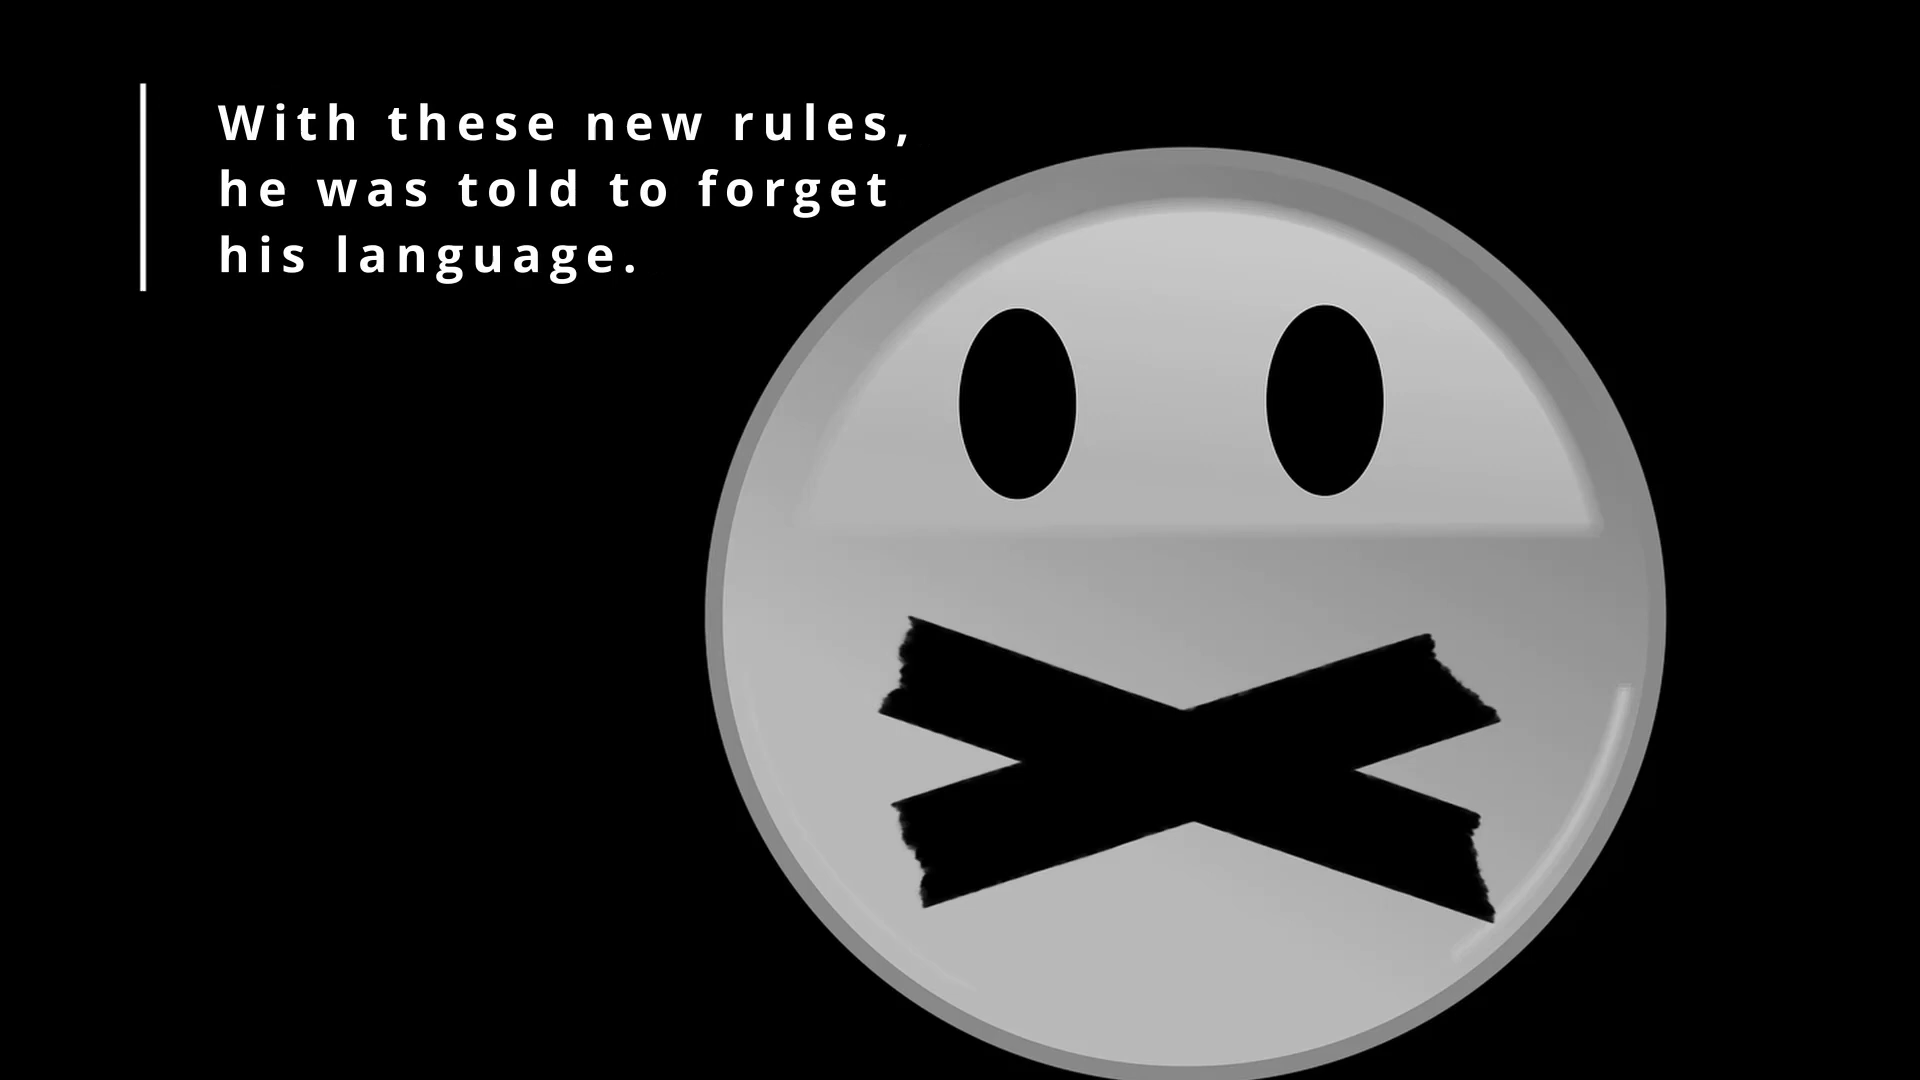 With these new rules,
he was told to forget
his language.